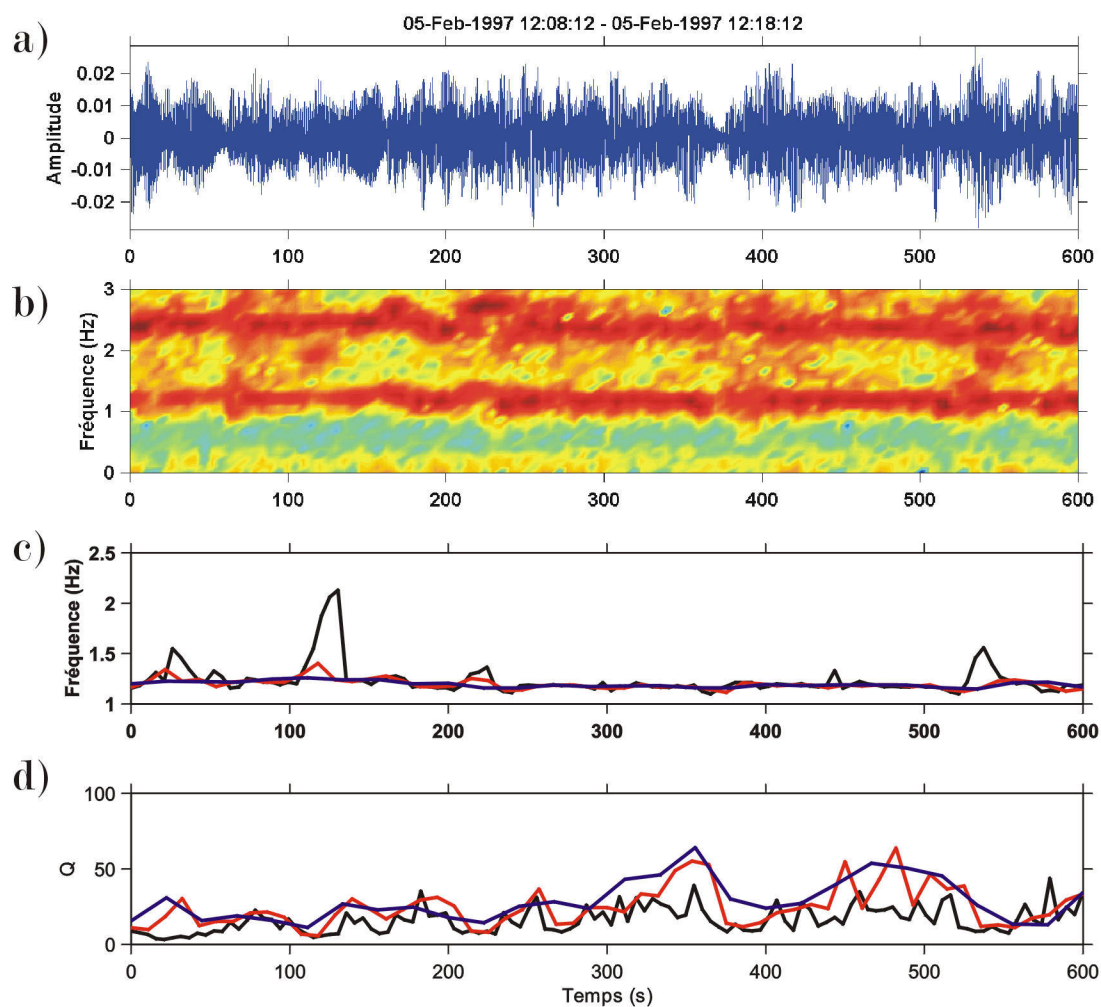 05-Feb-1997 12:08:12 - 05-Feb-1997 12:18:12
a)
Amplitude
0.02
0.01
0
-0.01
-0.02
0 100 200 300 400 500 600
b)
Fréquence (Hz)
3
2
1
0
0 100 200 300 400 500 600
c)
Fréquence (Hz)
2.5
2
1.5
1
0 100 200 300 400 500 600
d)
Q
100
50
0
0 100 200 300 400 500 600
Temps (s)